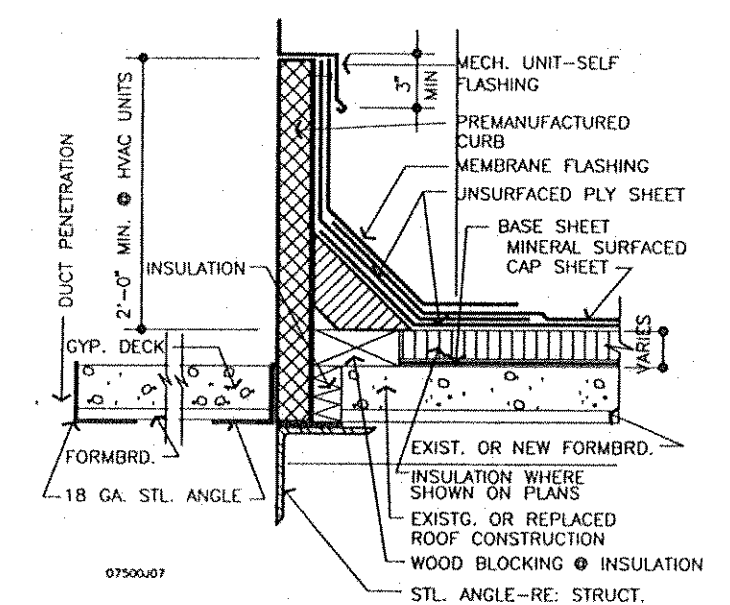 MECH. UNIT-SELF
FLASHING
3"
MIN
PREMANUFACTURED
CURB
MEMBRANE FLASHING
UNSURFACED PLY SHEET
BASE SHEET
MINERAL SURFACED
CAP SHEET
DUCT PENETRATION
2'-0" MIN. @ HVAC UNITS
INSULATION
GYP. DECK
VARIES
FORMBRD.
18 GA. STL. ANGLE
EXIST. OR NEW FORMBRD.
INSULATION WHERE
SHOWN ON PLANS
EXISTG. OR REPLACED
ROOF CONSTRUCTION
WOOD BLOCKING @ INSULATION
STL. ANGLE-RE: STRUCT.
07500J07